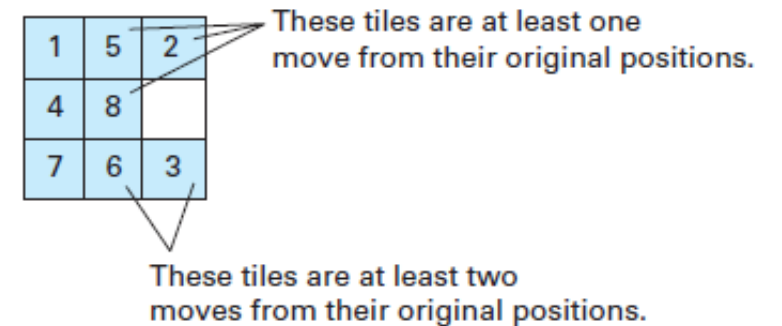 These tiles are at least one
move from their original positions.
1 5 2
4 8
7 6 3
These tiles are at least two
moves from their original positions.